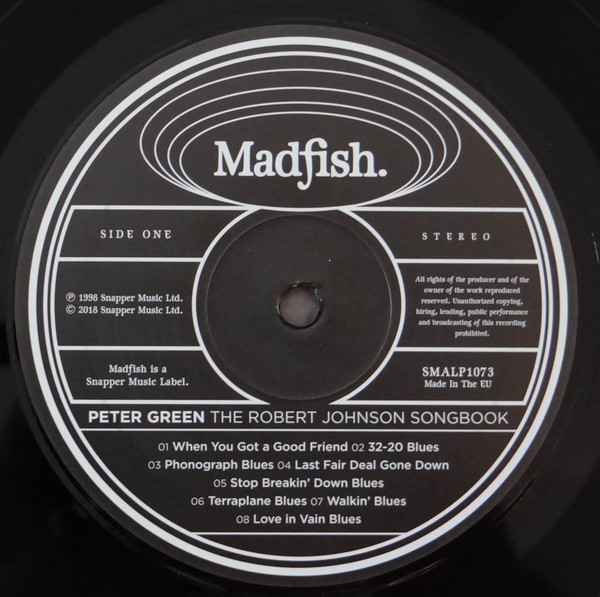 Madfish.
SIDE ONE
STEREO
℗ 1998 Snapper Music Ltd.
© 2018 Snapper Music Ltd.
All rights of the producer and of the
owner of the work reproduced
reserved. Unauthorized copying,
hiring, lending, public performance
and broadcasting of this recording
prohibited.
Madfish is a
Snapper Music Label.
SMALP1073
Made In The EU
PETER GREEN THE ROBERT JOHNSON SONGBOOK
01 When You Got a Good Friend 02 32-20 Blues
03 Phonograph Blues 04 Last Fair Deal Gone Down
05 Stop Breakin' Down Blues
06 Terraplane Blues 07 Walkin' Blues
08 Love in Vain Blues